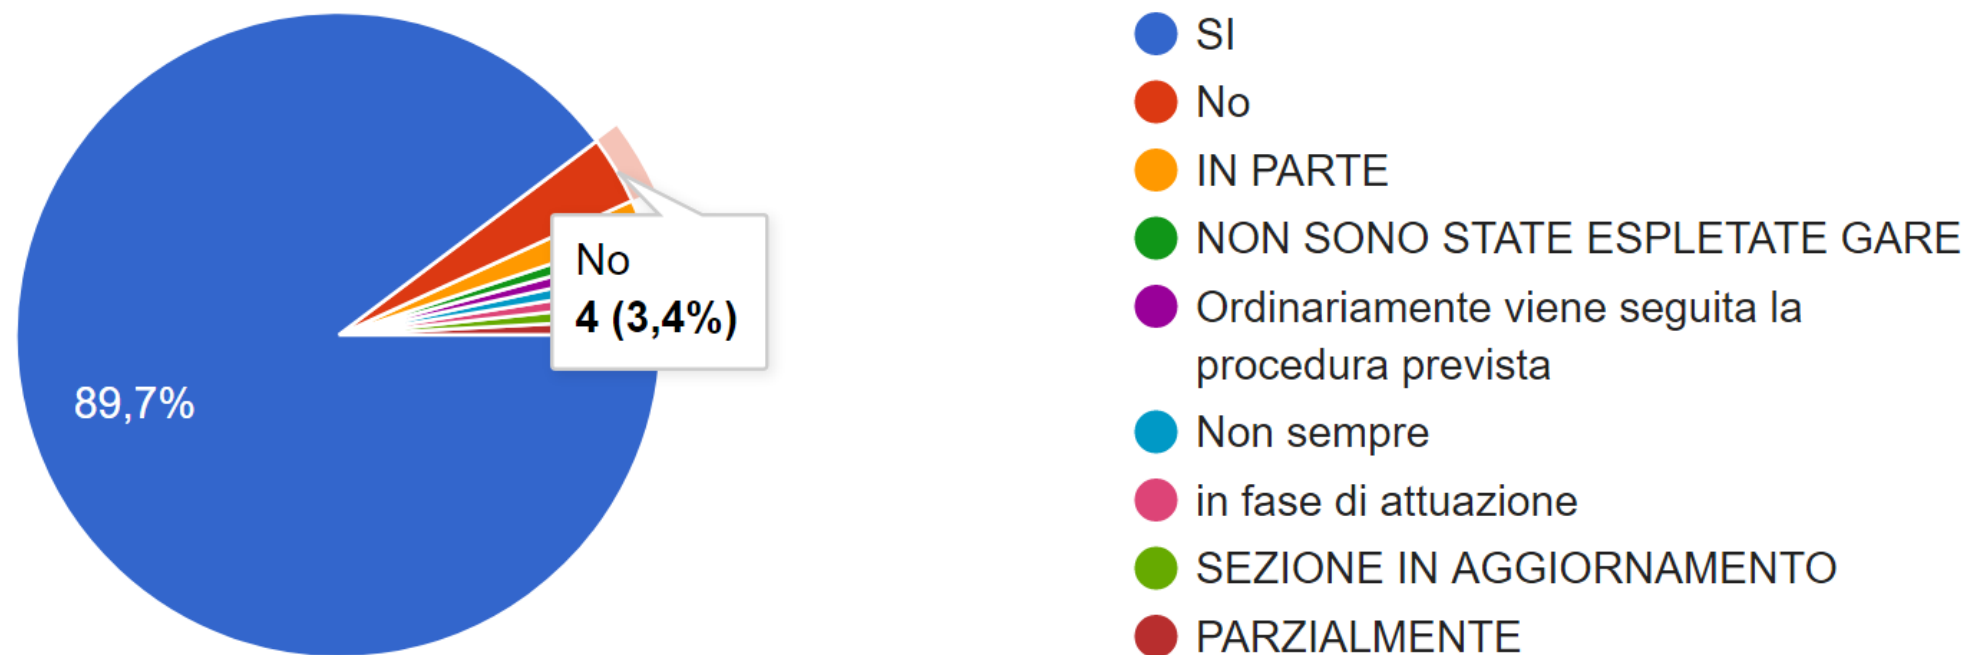 89,7%
No
4 (3,4%)
SI
No
IN PARTE
NON SONO STATE ESPLETATE GARE
Ordinariamente viene seguita la
procedura prevista
Non sempre
in fase di attuazione
SEZIONE IN AGGIORNAMENTO
PARZIALMENTE